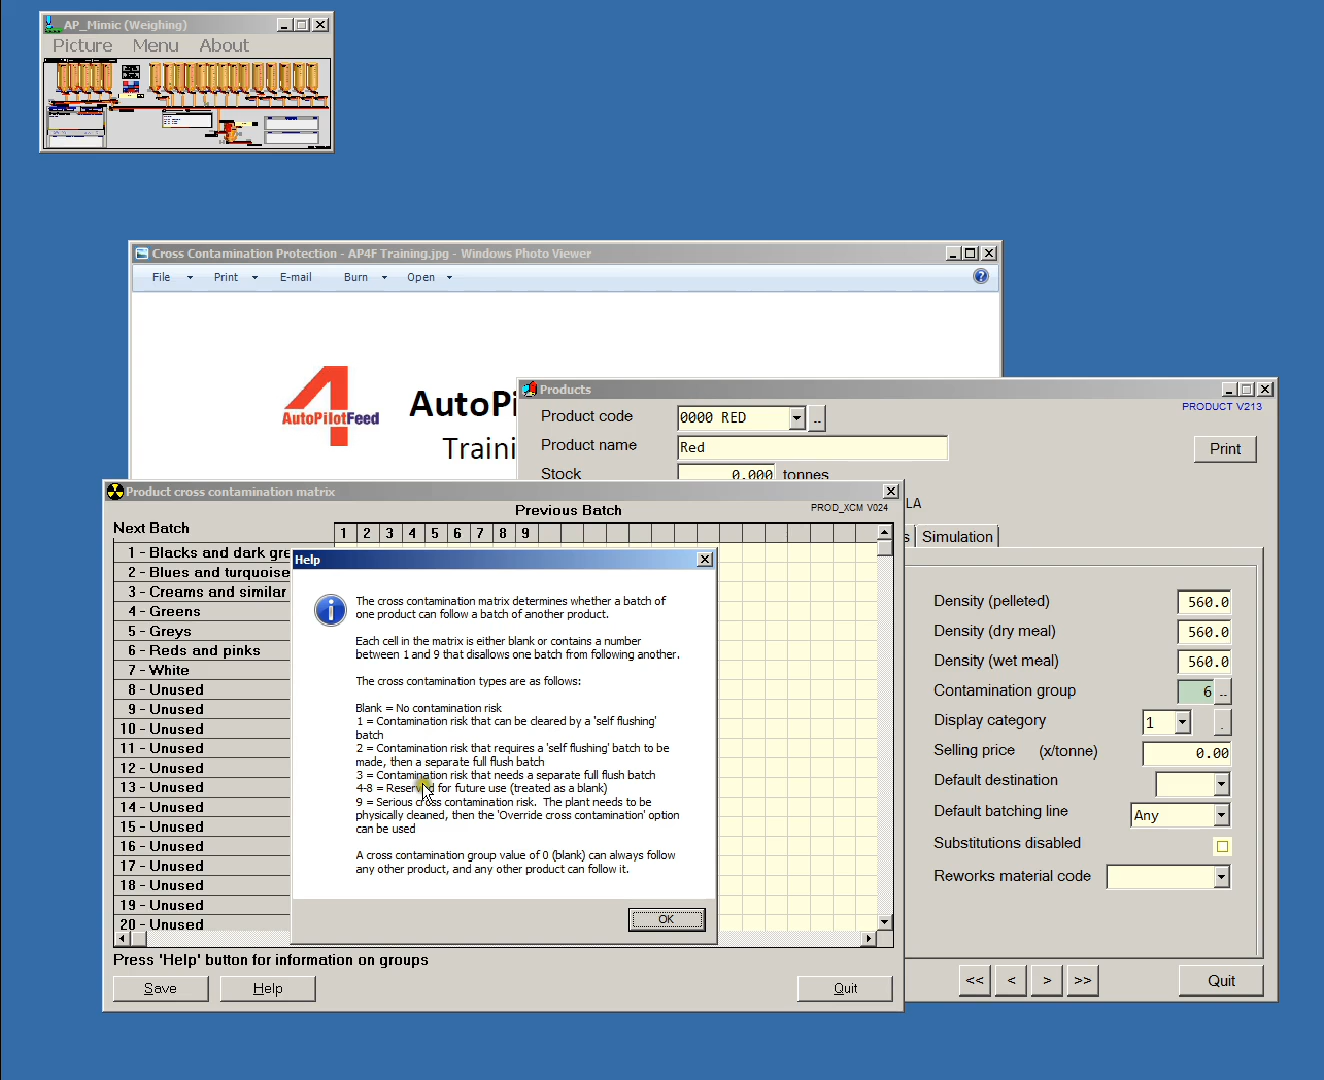 AP_Mimic (Weighing)
Picture Menu About
Cross Contamination Protection - AP4F Training.jpg - Windows Photo Viewer
File Print E-mail Burn Open
4
AutoPilotFeed
AutoPi
Traini
Products
PRODUCT V213
Product code 0000 RED ..
Product name Red
Print
Stock 0.000 tonnes
LA
s Simulation
Density (pelleted) 560.0
Density (dry meal) 560.0
Density (wet meal) 560.0
Contamination group 6 ..
Display category 1 .
Selling price (x/tonne) 0.00
Default destination
Default batching line Any
Substitutions disabled
Reworks material code
<< < > >> Quit
Product cross contamination matrix
Previous Batch PROD_XCM V024
Next Batch
1 2 3 4 5 6 7 8 9
1 - Blacks and dark gre
2 - Blues and turquoise
3 - Creams and similar
4 - Greens
5 - Greys
6 - Reds and pinks
7 - White
8 - Unused
9 - Unused
10 - Unused
11 - Unused
12 - Unused
13 - Unused
14 - Unused
15 - Unused
16 - Unused
17 - Unused
18 - Unused
19 - Unused
20 - Unused
Press 'Help' button for information on groups
Save Help Quit
Help
The cross contamination matrix determines whether a batch of
one product can follow a batch of another product.
Each cell in the matrix is either blank or contains a number
between 1 and 9 that disallows one batch from following another.
The cross contamination types are as follows:
Blank = No contamination risk
1 = Contamination risk that can be cleared by a 'self flushing'
batch
2 = Contamination risk that requires a 'self flushing' batch to be
made, then a separate full flush batch
3 = Contamination risk that needs a separate full flush batch
4-8 = Reserved for future use (treated as a blank)
9 = Serious cross contamination risk. The plant needs to be
physically cleaned, then the 'Override cross contamination' option
can be used
A cross contamination group value of 0 (blank) can always follow
any other product, and any other product can follow it.
OK